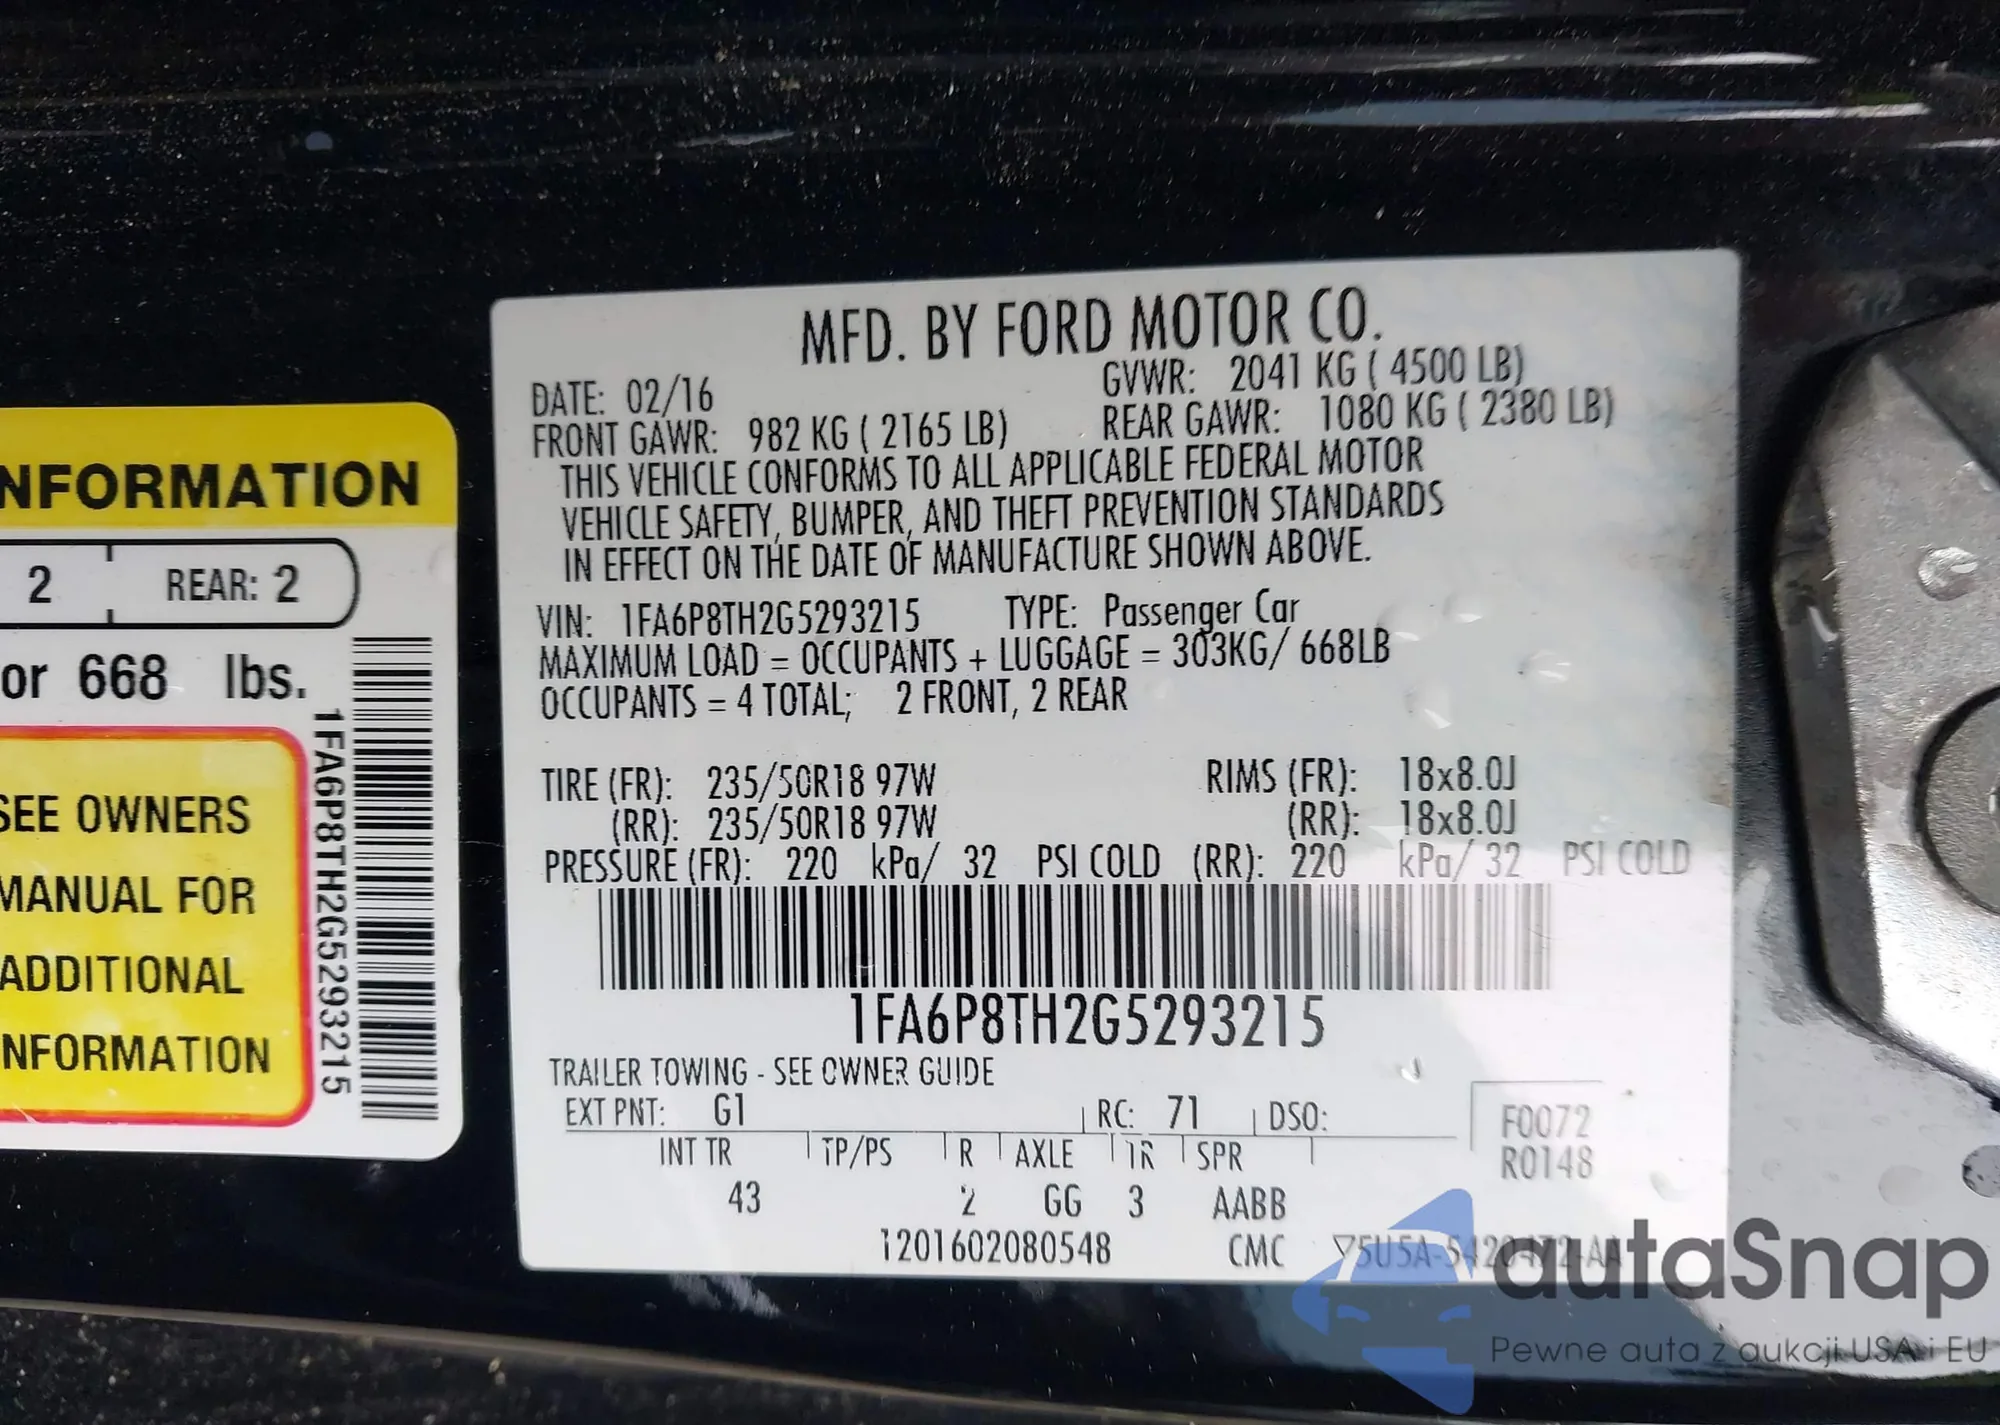 NFORMATION
2 REAR: 2
or 668 lbs.
SEE OWNERS
MANUAL FOR
ADDITIONAL
NFORMATION
1FA6P8TH2G5293215
MFD. BY FORD MOTOR CO.
DATE: 02/16 GVWR: 2041 KG ( 4500 LB)
FRONT GAWR: 982 KG ( 2165 LB) REAR GAWR: 1080 KG ( 2380 LB)
THIS VEHICLE CONFORMS TO ALL APPLICABLE FEDERAL MOTOR
VEHICLE SAFETY, BUMPER, AND THEFT PREVENTION STANDARDS
IN EFFECT ON THE DATE OF MANUFACTURE SHOWN ABOVE.
VIN: 1FA6P8TH2G5293215 TYPE: Passenger Car
MAXIMUM LOAD = OCCUPANTS + LUGGAGE = 303KG/ 668LB
OCCUPANTS = 4 TOTAL; 2 FRONT, 2 REAR
TIRE (FR): 235/50R18 97W RIMS (FR): 18x8.0J
(RR): 235/50R18 97W (RR): 18x8.0J
PRESSURE (FR): 220 kPa/ 32 PSI COLD (RR): 220 kPa/ 32 PSI COLD
1FA6P8TH2G5293215
TRAILER TOWING - SEE OWNER GUIDE
EXT PNT: G1 RC: 71 DSO:
F0072
R0148
INT TR TP/PS R AXLE TR SPR
43 2 GG 3 AABB
1201602080548 CMC ▽5U5A-5420472-AA
autaSnap
Pewne auta z aukcji USA i EU